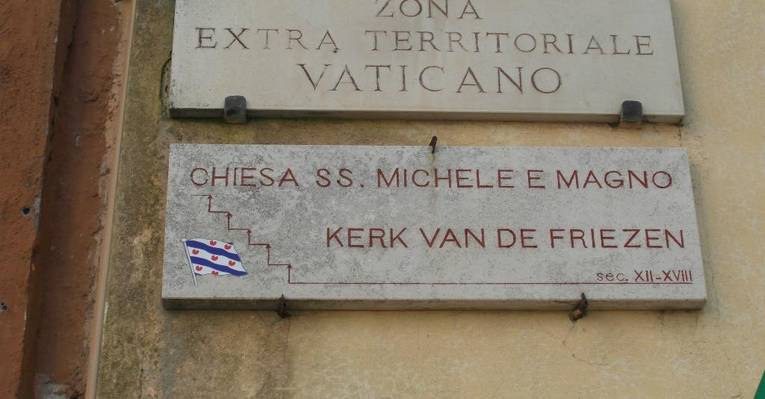 ZONA
EXTRA TERRITORIALE
VATICANO
CHIESA SS. MICHELE E MAGNO
KERK VAN DE FRIEZEN
sec. XII-XVIII